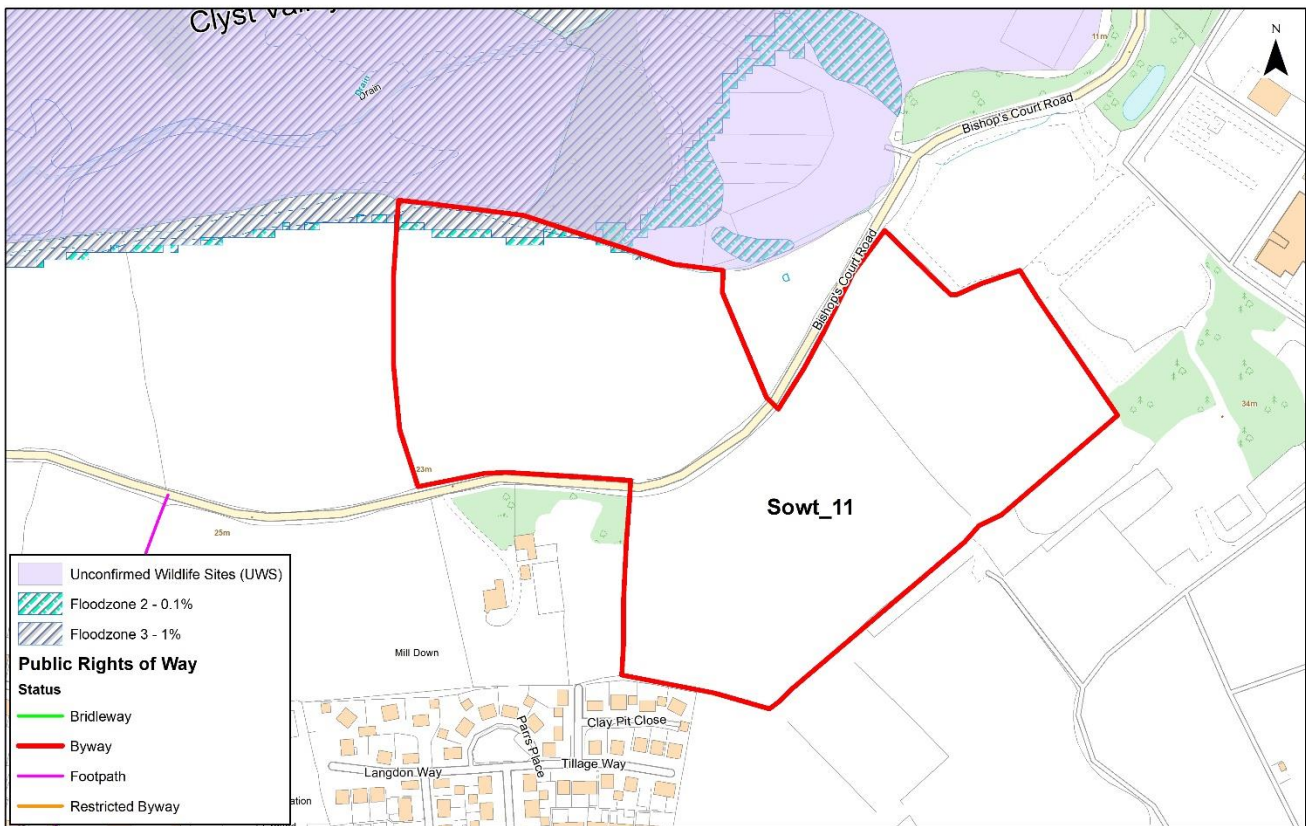 Clyst Valley
N
11m
Drain
Drain
Bishop's Court Road
Bishop's Court Road
34m
23m
Sowt_11
25m
Mill Down
Clay Pit Close
Parrs Place
Tillage Way
Langdon Way
Unconfirmed Wildlife Sites (UWS)
Floodzone 2 - 0.1%
Floodzone 3 - 1%
Public Rights of Way
Status
Bridleway
Byway
Footpath
Restricted Byway